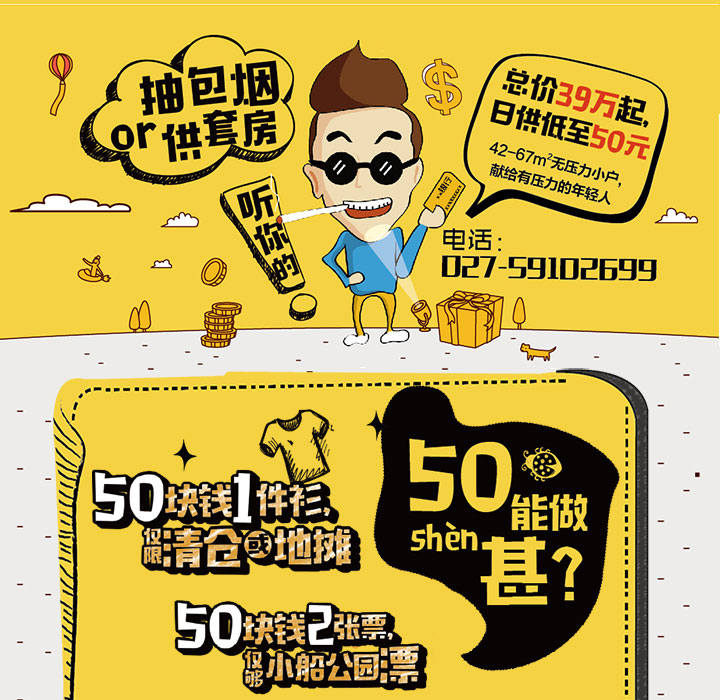 抽包烟
or供套房
听你的!
总价39万起,
日供低至50元
42-67m²无压力小户,
献给有压力的年轻人
电话:
027-59102699
50能做
shèn
甚?
50块钱1件衫,
仅限清仓或地摊
50块钱2张票,
仅够小船公园漂